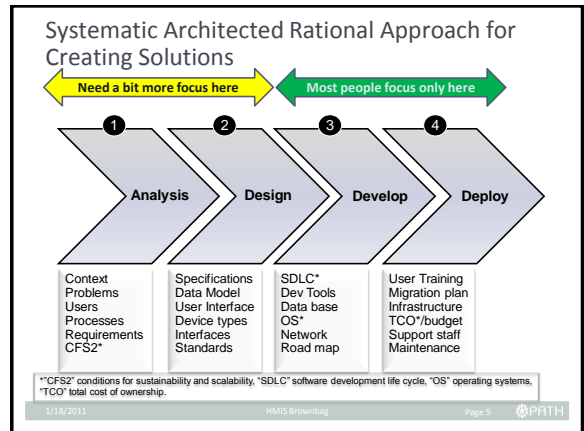 Systematic Architected Rational Approach for
Creating Solutions
Need a bit more focus here
Most people focus only here
1
2
3
4
Analysis
Design
Develop
Deploy
Context
Problems
Users
Processes
Requirements
CFS2*
Specifications
Data Model
User Interface
Device types
Interfaces
Standards
SDLC*
Dev Tools
Data base
OS*
Network
Road map
User Training
Migration plan
Infrastructure
TCO*/budget
Support staff
Maintenance
*"CFS2" conditions for sustainability and scalability, "SDLC" software development life cycle, "OS" operating systems,
"TCO" total cost of ownership.
1/18/2011
HMIS Brownbag
Page 5
PATH